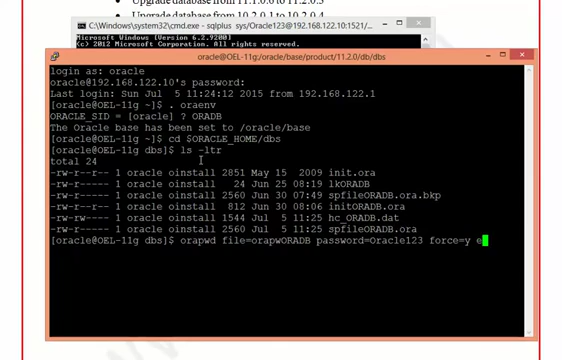 Upgrade database from 11.1.0.6 to 11.2.0.3
Upgrade database from 10.2.0.1 to 10.2.0.4
C:\Windows\system32\cmd.exe - sqlplus sys/Oracle123@192.168.122.10:1521/
Microsoft Windows [Version 6.2.9200]
(c) 2012 Microsoft Corporation. All rights reserved.
oracle@OEL-11g:/oracle/base/product/11.2.0/db/dbs
login as: oracle
oracle@192.168.122.10's password:
Last login: Sun Jul  5 11:24:12 2015 from 192.168.122.1
[oracle@OEL-11g ~]$ . oraenv
ORACLE_SID = [oracle] ? ORADB
The Oracle base has been set to /oracle/base
[oracle@OEL-11g ~]$ cd $ORACLE_HOME/dbs
[oracle@OEL-11g dbs]$ ls -ltr
total 24
-rw-r--r-- 1 oracle oinstall 2851 May 15  2009 init.ora
-rw-r----- 1 oracle oinstall   24 Jun 25 08:19 lkORADB
-rw-r----- 1 oracle oinstall 2560 Jun 30 07:49 spfileORADB.ora.bkp
-rw-r--r-- 1 oracle oinstall  206 Jun 30 08:06 initORADB.ora
-rw-rw---- 1 oracle oinstall 1544 Jul  5 11:25 hc_ORADB.dat
-rw-r----- 1 oracle oinstall 2560 Jul  5 11:25 spfileORADB.ora
[oracle@OEL-11g dbs]$ orapwd file=orapwORADB password=Oracle123 force=y e